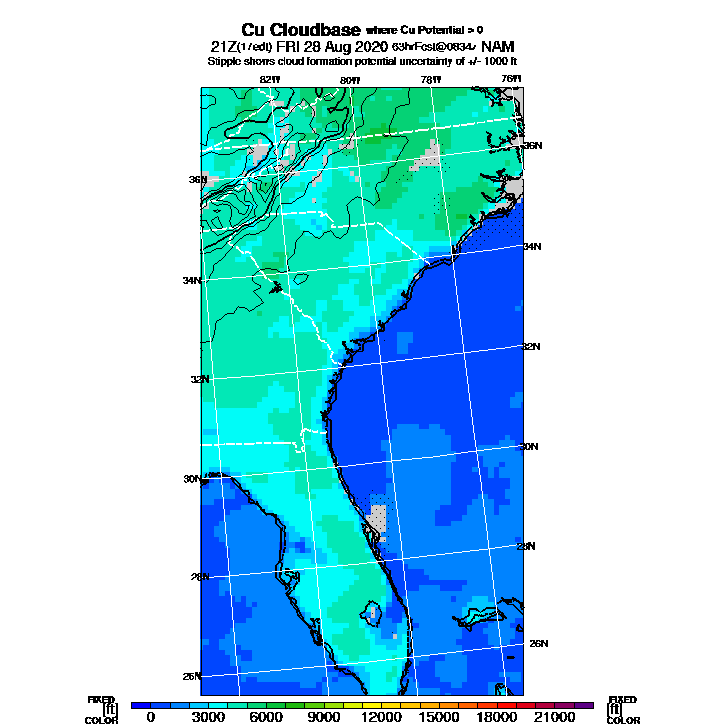 Cu Cloudbase where Cu Potential > 0
21Z(17edt) FRI 28 Aug 2020 63hrFcst@0834z NAM
Stipple shows cloud formation potential uncertainty of +/- 1000 ft
82W 80W 78W 76W
36N
36N
34N
34N
32N
32N
30N
30N
28N
28N
26N
26N
FIXED FIXED
[ft] [ft]
COLOR COLOR
0 3000 6000 9000 12000 15000 18000 21000